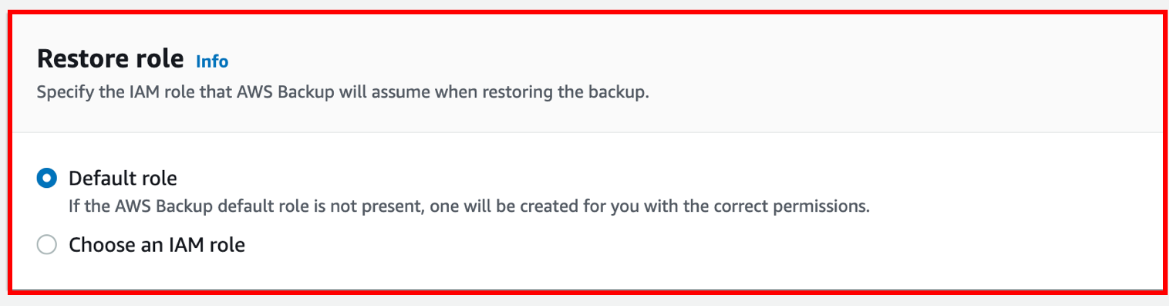 Restore role Info
Specify the IAM role that AWS Backup will assume when restoring the backup.
Default role
If the AWS Backup default role is not present, one will be created for you with the correct permissions.
Choose an IAM role